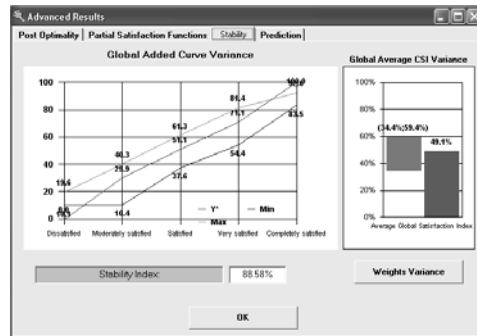 Advanced Results
Post Optimality Partial Satisfaction Functions Stability Prediction
Global Added Curve Variance
Global Average CSI Variance
100
80
60
40
20
0
19.6
40.3
29.9
10.4
61.3
51.1
37.6
81.4
71.1
54.4
83.5
Y* Min
Max
Dissatisfied Moderately satisfied Satisfied Very satisfied Completely satisfied
100%
80%
60%
40%
20%
0%
(34.4%;59.4%)
49.1%
Average Global Satisfaction Index
Stability Index: 88.58%
Weights Variance
OK